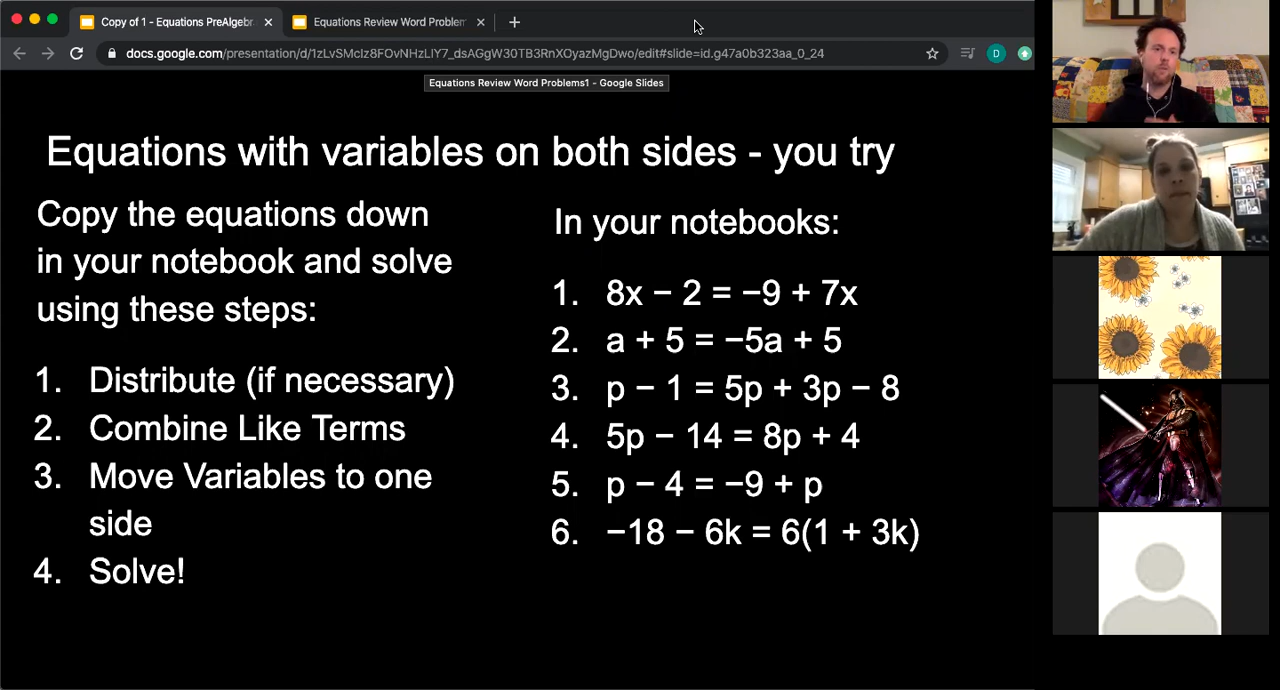 Copy of 1 - Equations PreAlgebr
Equations Review Word Problem
docs.google.com/presentation/d/1zLvSMcIz8FOvNHzLIY7_dsAGgW30TB3RnXOyazMgDwo/edit#slide=id.g47a0b323aa_0_24
D
Equations Review Word Problems1 - Google Slides
Equations with variables on both sides - you try
Copy the equations down
in your notebook and solve
using these steps:
1. Distribute (if necessary)
2. Combine Like Terms
3. Move Variables to one
side
4. Solve!
In your notebooks:
1. 8x − 2 = −9 + 7x
2. a + 5 = −5a + 5
3. p − 1 = 5p + 3p − 8
4. 5p − 14 = 8p + 4
5. p − 4 = −9 + p
6. −18 − 6k = 6(1 + 3k)